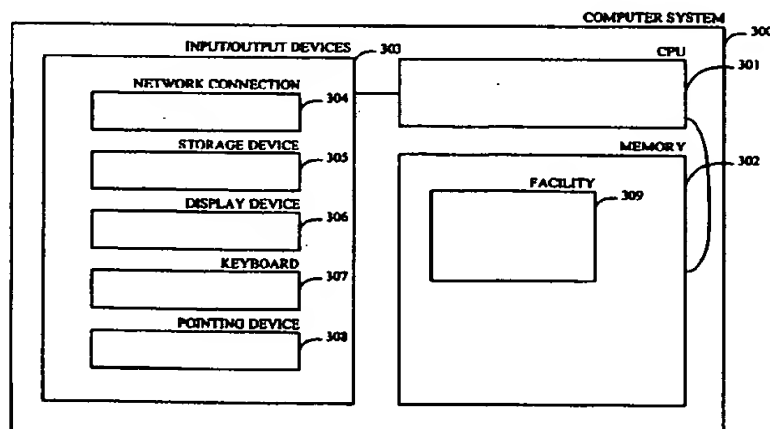 COMPUTER SYSTEM
300
INPUT/OUTPUT DEVICES
303
CPU
301
NETWORK CONNECTION
304
STORAGE DEVICE
305
MEMORY
302
FACILITY
309
DISPLAY DEVICE
306
KEYBOARD
307
POINTING DEVICE
308